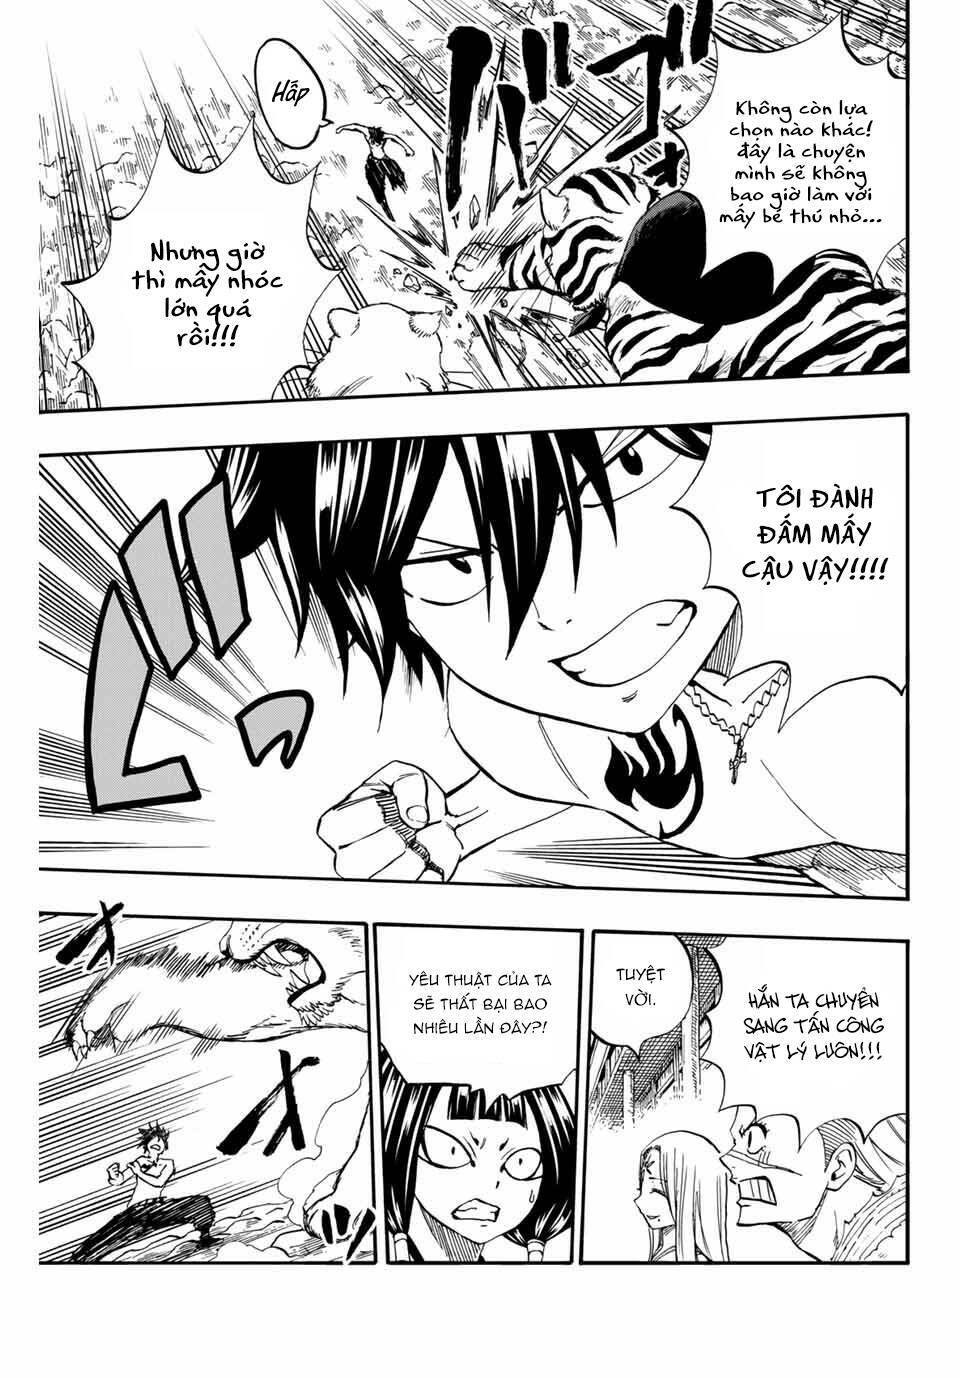 Không còn lựa
chọn nào khác!
đây là chuyện
mình sẽ không
bao giờ làm với
mấy bé thú nhỏ...
Hấp
Nhưng giờ
thì mấy nhóc
lớn quá
rồi!!!
TÔI ĐÀNH
ĐẤM MẤY
CẬU VẬY!!!!
HẮN TA CHUYỂN
SANG TẤN CÔNG
VẬT LÝ LUÔN!!!
TUYỆT
VỜI.
YÊU THUẬT CỦA TA
SẼ THẤT BẠI BAO
NHIÊU LẦN ĐÂY?!